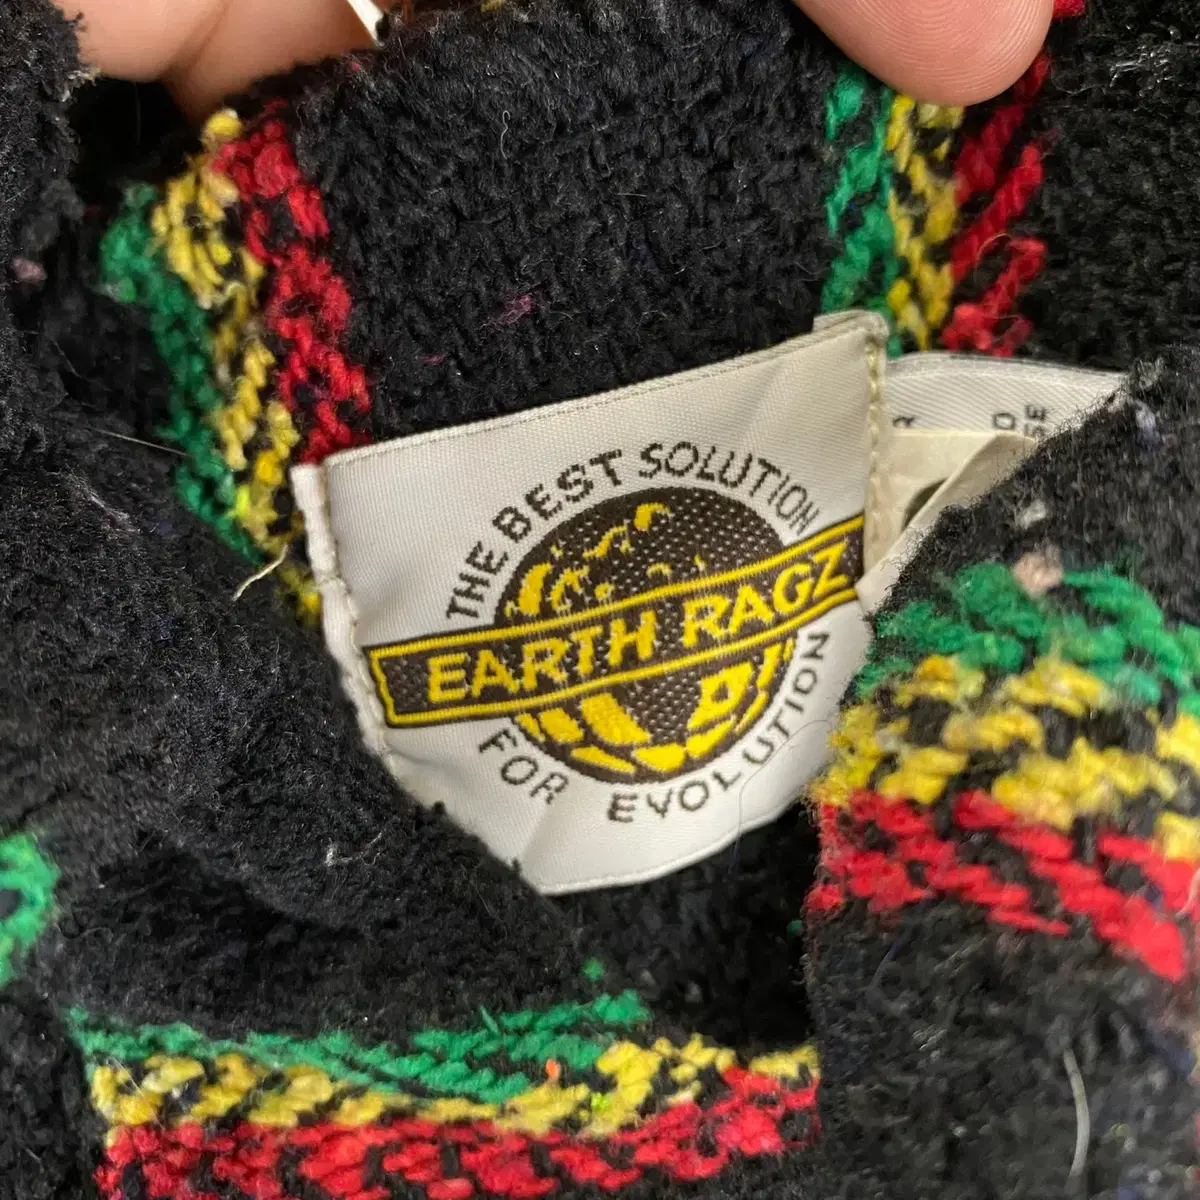 THE BEST SOLUTION
EARTH RAGZ
FOR EVOLUTION